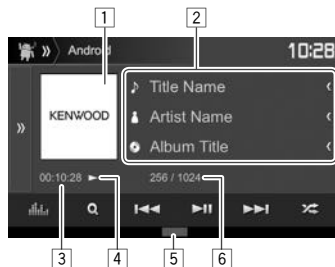 1 2
Android 10:28
Title Name
KENWOOD
Artist Name
Album Title
00:10:28 256 / 1024
3 4 5 6